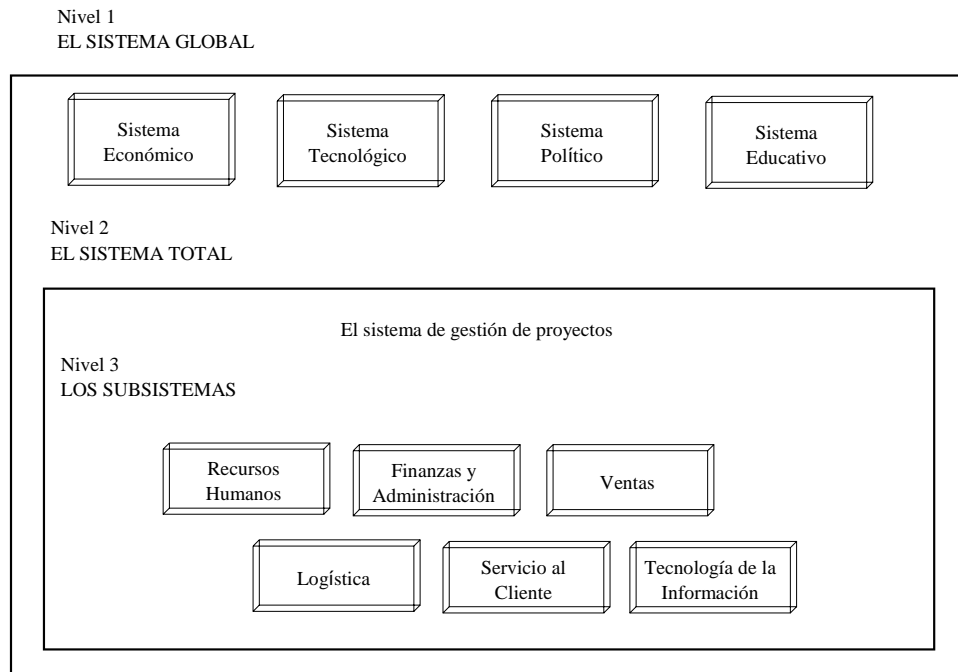 Nivel 1
EL SISTEMA GLOBAL
Sistema
Económico
Sistema
Tecnológico
Sistema
Político
Sistema
Educativo
Nivel 2
EL SISTEMA TOTAL
El sistema de gestión de proyectos
Nivel 3
LOS SUBSISTEMAS
Recursos
Humanos
Finanzas y
Administración
Ventas
Logística
Servicio al
Cliente
Tecnología de la
Información